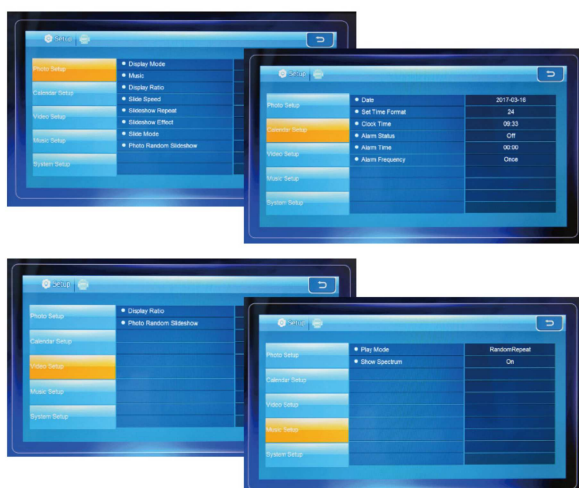 Setup
Photo Setup
Calendar Setup
Video Setup
Music Setup
System Setup
Display Mode
Music
Display Ratio
Slide Speed
Slideshow Repeat
Slideshow Effect
Slide Mode
Photo Random Slideshow
Setup
Photo Setup
Calendar Setup
Video Setup
Music Setup
System Setup
Date 2017-03-16
Set Time Format 24
Clock Time 09:33
Alarm Status Off
Alarm Time 00:00
Alarm Frequency Once
Setup
Photo Setup
Calendar Setup
Video Setup
Music Setup
System Setup
Display Ratio
Photo Random Slideshow
Setup
Photo Setup
Calendar Setup
Video Setup
Music Setup
System Setup
Play Mode RandomRepeat
Show Spectrum On